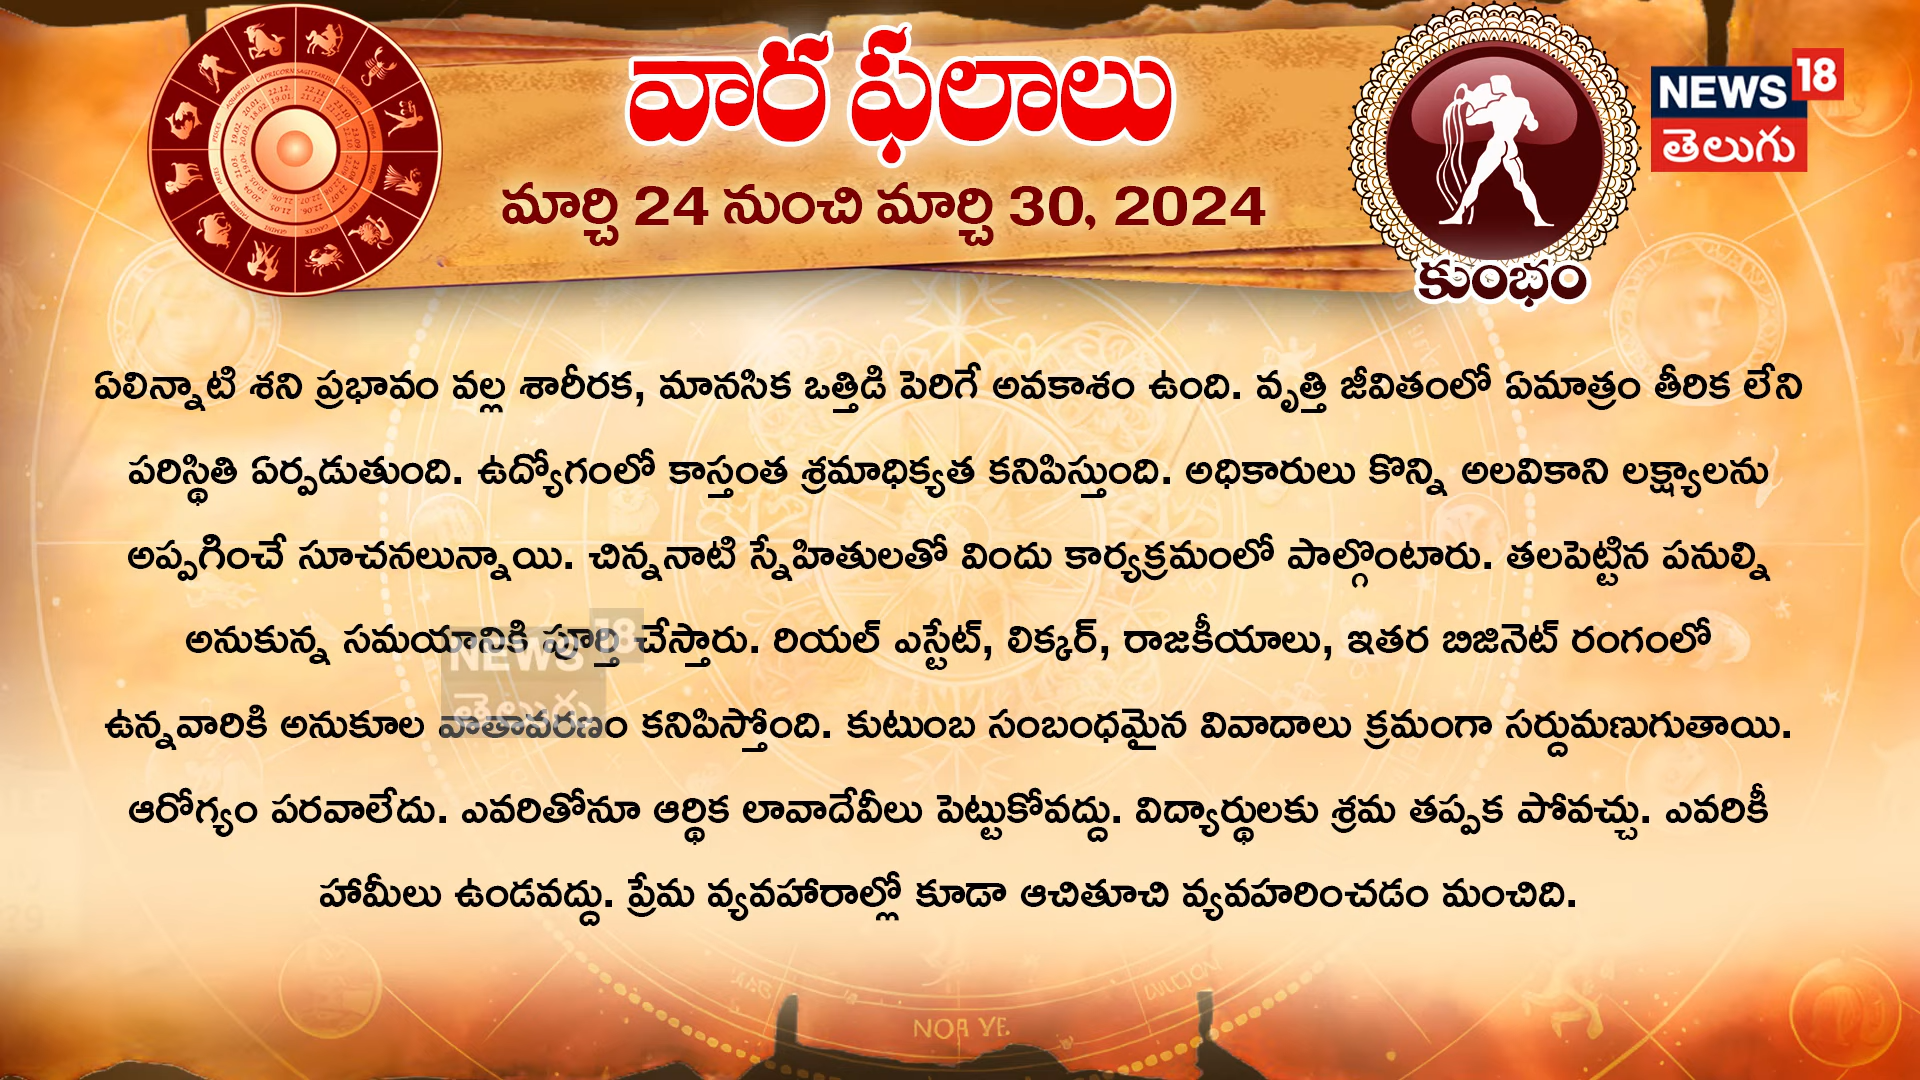 వార ఫలాలు
మార్చి 24 నుంచి మార్చి 30, 2024
NEWS18
తెలుగు
కుంభం
ఏలిన్నాటి శని ప్రభావం వల్ల శారీరక, మానసిక ఒత్తిడి పెరిగే అవకాశం ఉంది. వృత్తి జీవితంలో ఏమాత్రం తీరిక లేని
పరిస్థితి ఏర్పడుతుంది. ఉద్యోగంలో కాస్తంత శ్రమాధిక్యత కనిపిస్తుంది. అధికారులు కొన్ని అలవికాని లక్ష్యాలను
అప్పగించే సూచనలున్నాయి. చిన్ననాటి స్నేహితులతో విందు కార్యక్రమంలో పాల్గొంటారు. తలపెట్టిన పనుల్ని
అనుకున్న సమయానికి పూర్తి చేస్తారు. రియల్ ఎస్టేట్, లిక్కర్, రాజకీయాలు, ఇతర బిజినెట్ రంగంలో
ఉన్నవారికి అనుకూల వాతావరణం కనిపిస్తోంది. కుటుంబ సంబంధమైన వివాదాలు క్రమంగా సర్దుమణుగుతాయి.
ఆరోగ్యం పరవాలేదు. ఎవరితోనూ ఆర్థిక లావాదేవీలు పెట్టుకోవద్దు. విద్యార్థులకు శ్రమ తప్పక పోవచ్చు. ఎవరికీ
హామీలు ఉండవద్దు. ప్రేమ వ్యవహారాల్లో కూడా ఆచితూచి వ్యవహరించడం మంచిది.
NEWS18
తెలుగు